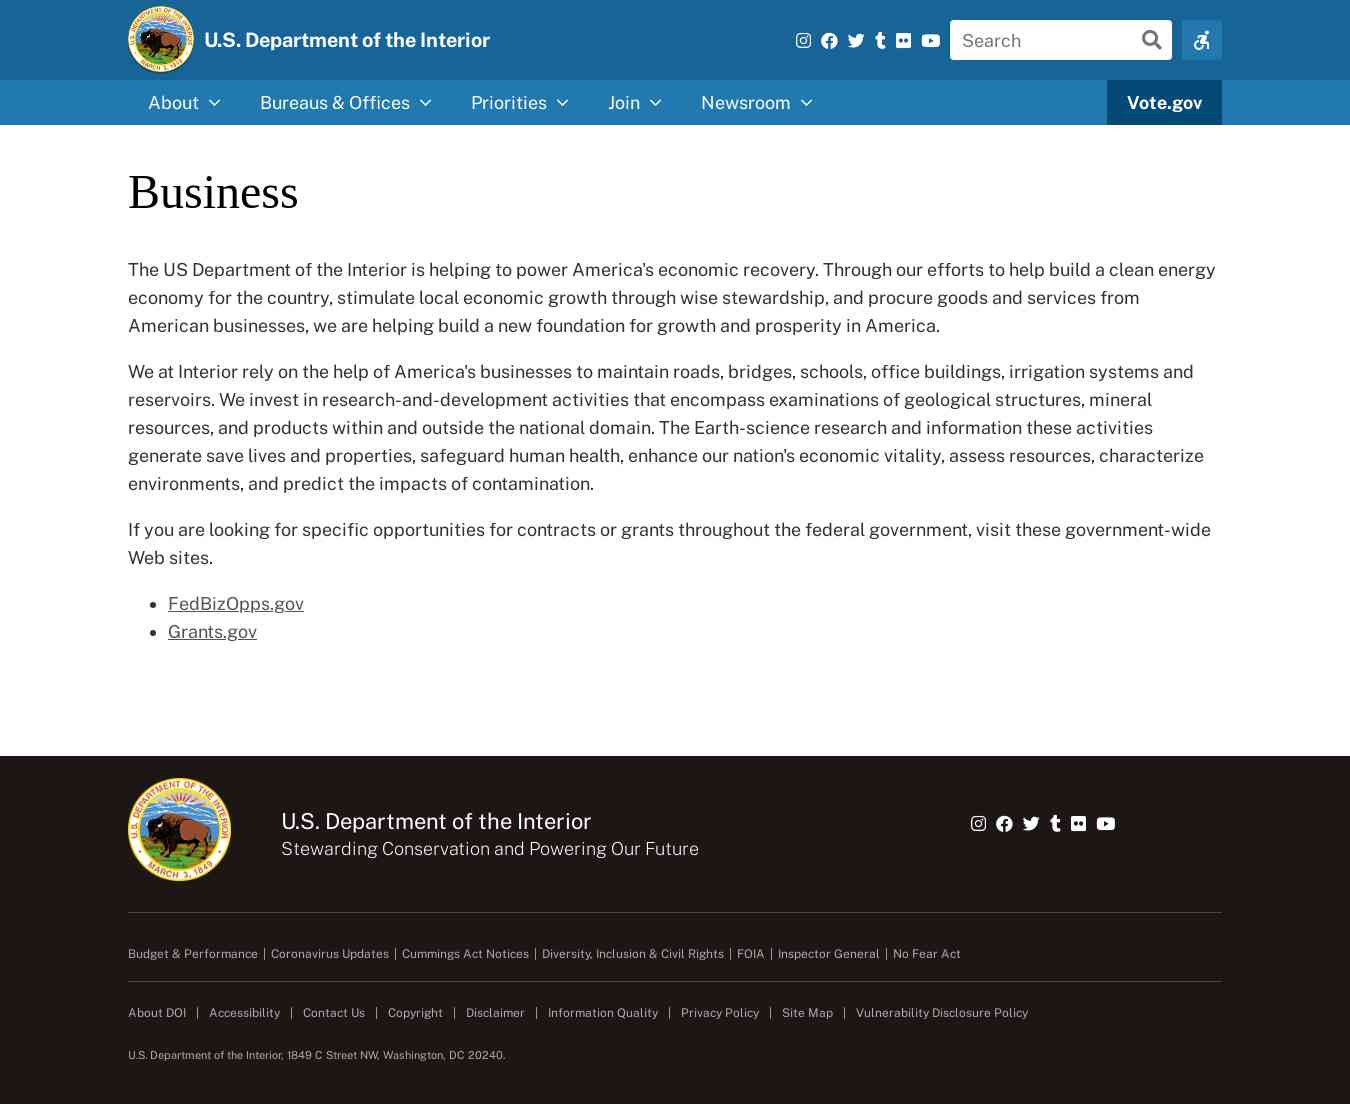 U.S. Department of the Interior
Search
About
Bureaus & Offices
Priorities
Join
Newsroom
Vote.gov
Business
The US Department of the Interior is helping to power America's economic recovery. Through our efforts to help build a clean energy
economy for the country, stimulate local economic growth through wise stewardship, and procure goods and services from
American businesses, we are helping build a new foundation for growth and prosperity in America.
We at Interior rely on the help of America's businesses to maintain roads, bridges, schools, office buildings, irrigation systems and
reservoirs. We invest in research-and-development activities that encompass examinations of geological structures, mineral
resources, and products within and outside the national domain. The Earth-science research and information these activities
generate save lives and properties, safeguard human health, enhance our nation's economic vitality, assess resources, characterize
environments, and predict the impacts of contamination.
If you are looking for specific opportunities for contracts or grants throughout the federal government, visit these government-wide
Web sites.
FedBizOpps.gov
Grants.gov
U.S. DEPARTMENT OF THE INTERIOR
MARCH 3, 1849
U.S. Department of the Interior
Stewarding Conservation and Powering Our Future
Budget & Performance | Coronavirus Updates | Cummings Act Notices | Diversity, Inclusion & Civil Rights | FOIA | Inspector General | No Fear Act
About DOI | Accessibility | Contact Us | Copyright | Disclaimer | Information Quality | Privacy Policy | Site Map | Vulnerability Disclosure Policy
U.S. Department of the Interior, 1849 C Street NW, Washington, DC 20240.